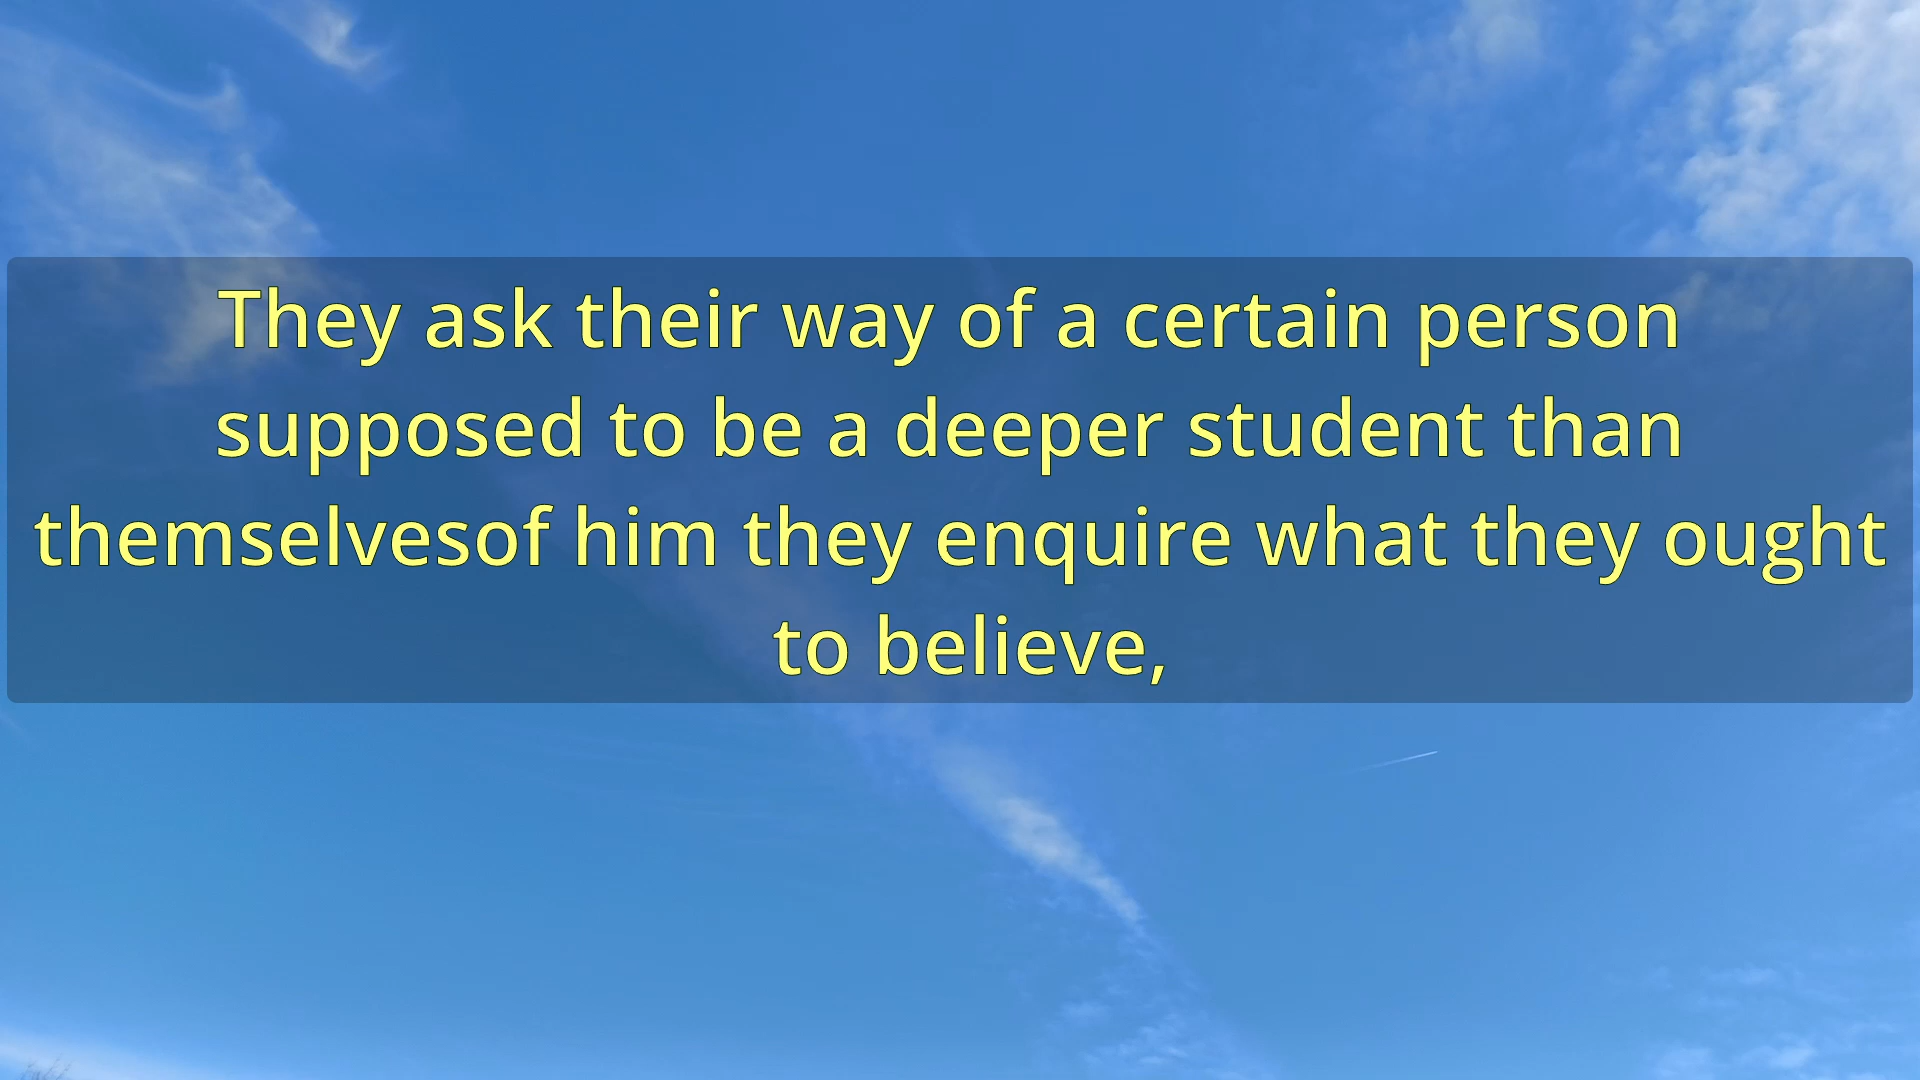 They ask their way of a certain person
supposed to be a deeper student than
themselvesof him they enquire what they ought
to believe,